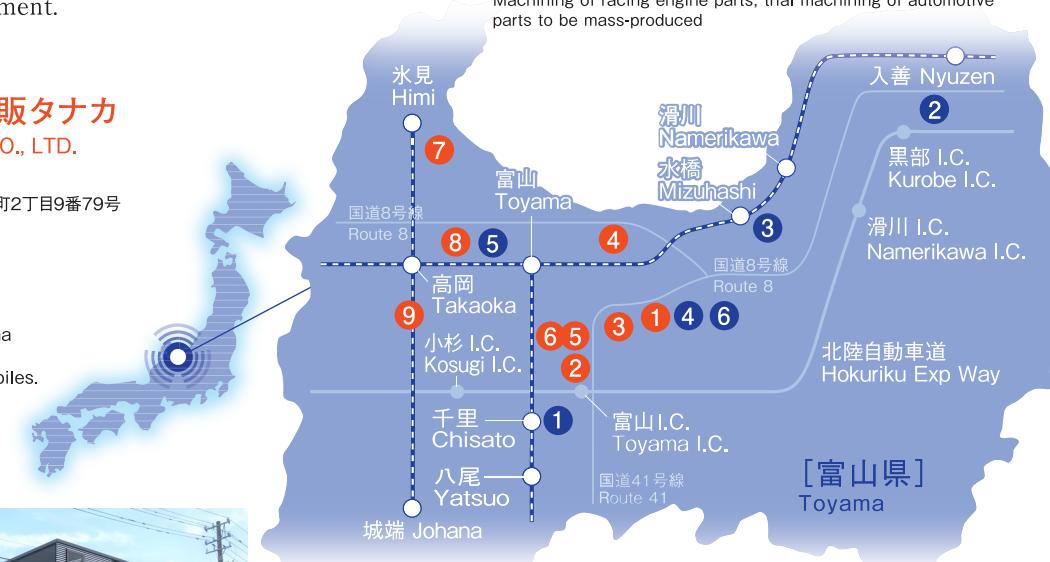 ment.
Machining of racing engine parts, trial machining of automotive
parts to be mass-produced
販タナカ
O., LTD.
町2丁目9番79号
na
biles.
氷見
Himi
7
富山
Toyama
滑川
Namerikawa
水橋
Mizuhashi
3
入善 Nyuzen
2
黒部 I.C.
Kurobe I.C.
滑川 I.C.
Namerikawa I.C.
国道8号線
Route 8
8
5
4
国道8号線
Route 8
高岡
Takaoka
9
小杉 I.C.
Kosugi I.C.
6
5
2
3
1
4
6
北陸自動車道
Hokuriku Exp Way
千里
Chisato
1
富山 I.C.
Toyama I.C.
八尾
Yatsuo
国道41号線
Route 41
城端 Johana
[富山県]
Toyama